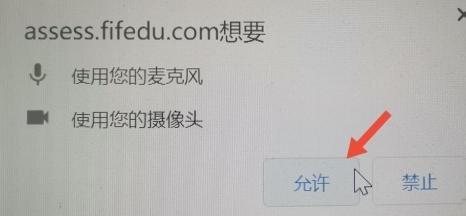 assess.fifedu.com想要
使用您的麦克风
使用您的摄像头
允许
禁止